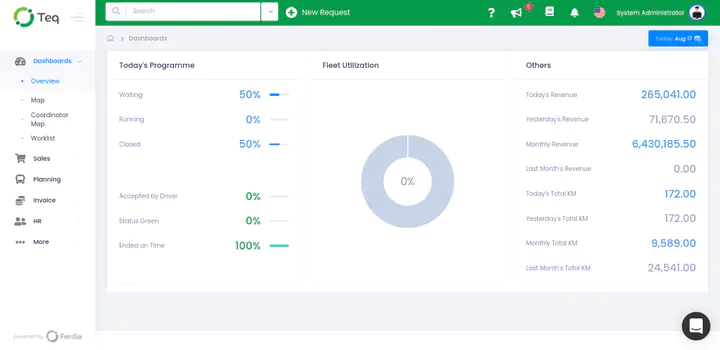 Teq
Search
New Request
?
6
System Administrator
Dashboards
Today: Aug 17
Dashboards
Overview
Map
Coordinator
Map
Worklist
Sales
Planning
Invoice
HR
More
powered by Ferdia
Today's Programme
Waiting 50%
Running 0%
Closed 50%
Accepted by Driver 0%
Status Green 0%
Ended on Time 100%
Fleet Utilization
0%
Others
Today's Revenue 265,041.00
Yesterday's Revenue 71,670.50
Monthly Revenue 6,430,185.50
Last Month's Revenue 0.00
Today's Total KM 172.00
Yesterday's Total KM 172.00
Monthly Total KM 9,589.00
Last Month's Total KM 24,541.00